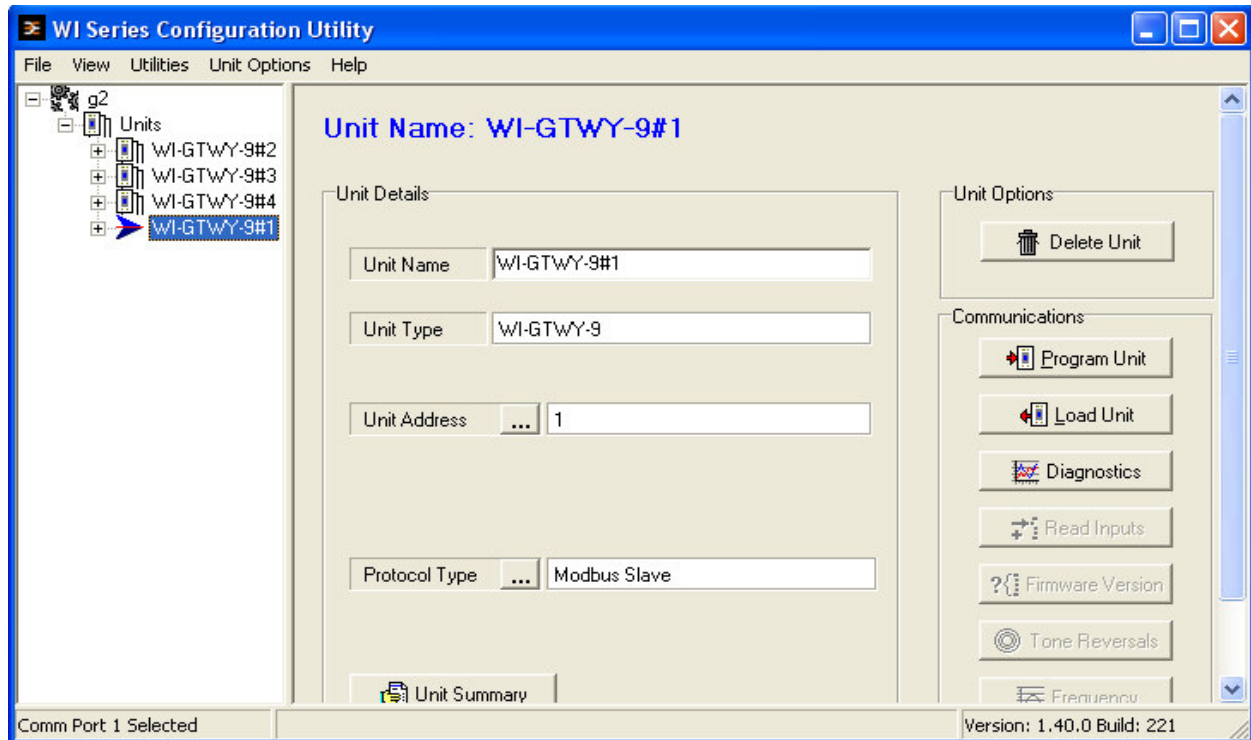 WI Series Configuration Utility
File View Utilities Unit Options Help
g2
Units
WI-GTWY-9#2
WI-GTWY-9#3
WI-GTWY-9#4
WI-GTWY-9#1
Unit Name: WI-GTWY-9#1
Unit Details
Unit Name WI-GTWY-9#1
Unit Type WI-GTWY-9
Unit Address ... 1
Protocol Type ... Modbus Slave
Unit Summary
Unit Options
Delete Unit
Communications
Program Unit
Load Unit
Diagnostics
Read Inputs
?{ Firmware Version
Tone Reversals
Frequency
Comm Port 1 Selected
Version: 1.40.0 Build: 221